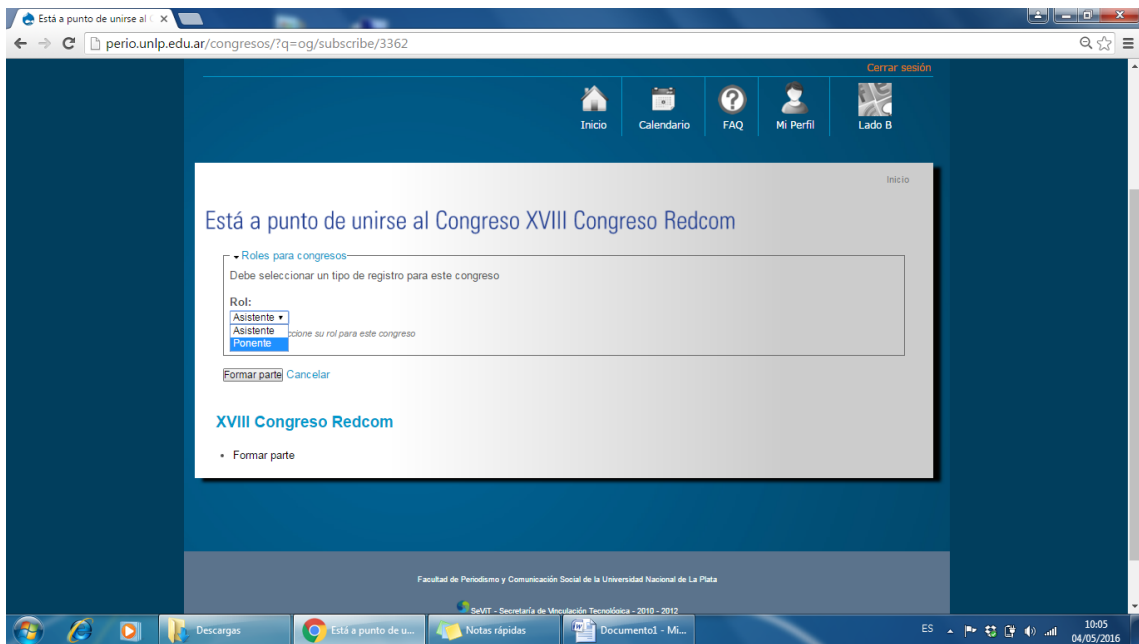 Está a punto de unirse al C
perio.unlp.edu.ar/congresos/?q=og/subscribe/3362
Cerrar sesión
Inicio
Calendario
FAQ
Mi Perfil
Lado B
Inicio
Está a punto de unirse al Congreso XVIII Congreso Redcom
Roles para congresos
Debe seleccionar un tipo de registro para este congreso
Rol:
Asistente
Asistente
ccione su rol para este congreso
Ponente
Formar parte Cancelar
XVIII Congreso Redcom
• Formar parte
Facultad de Periodismo y Comunicación Social de la Universidad Nacional de La Plata
SeViT - Secretaría de Vinculación Tecnológica - 2010 - 2012
Descargas
Está a punto de u...
Notas rápidas
Documento1 - Mi...
ES
10:05
04/05/2016